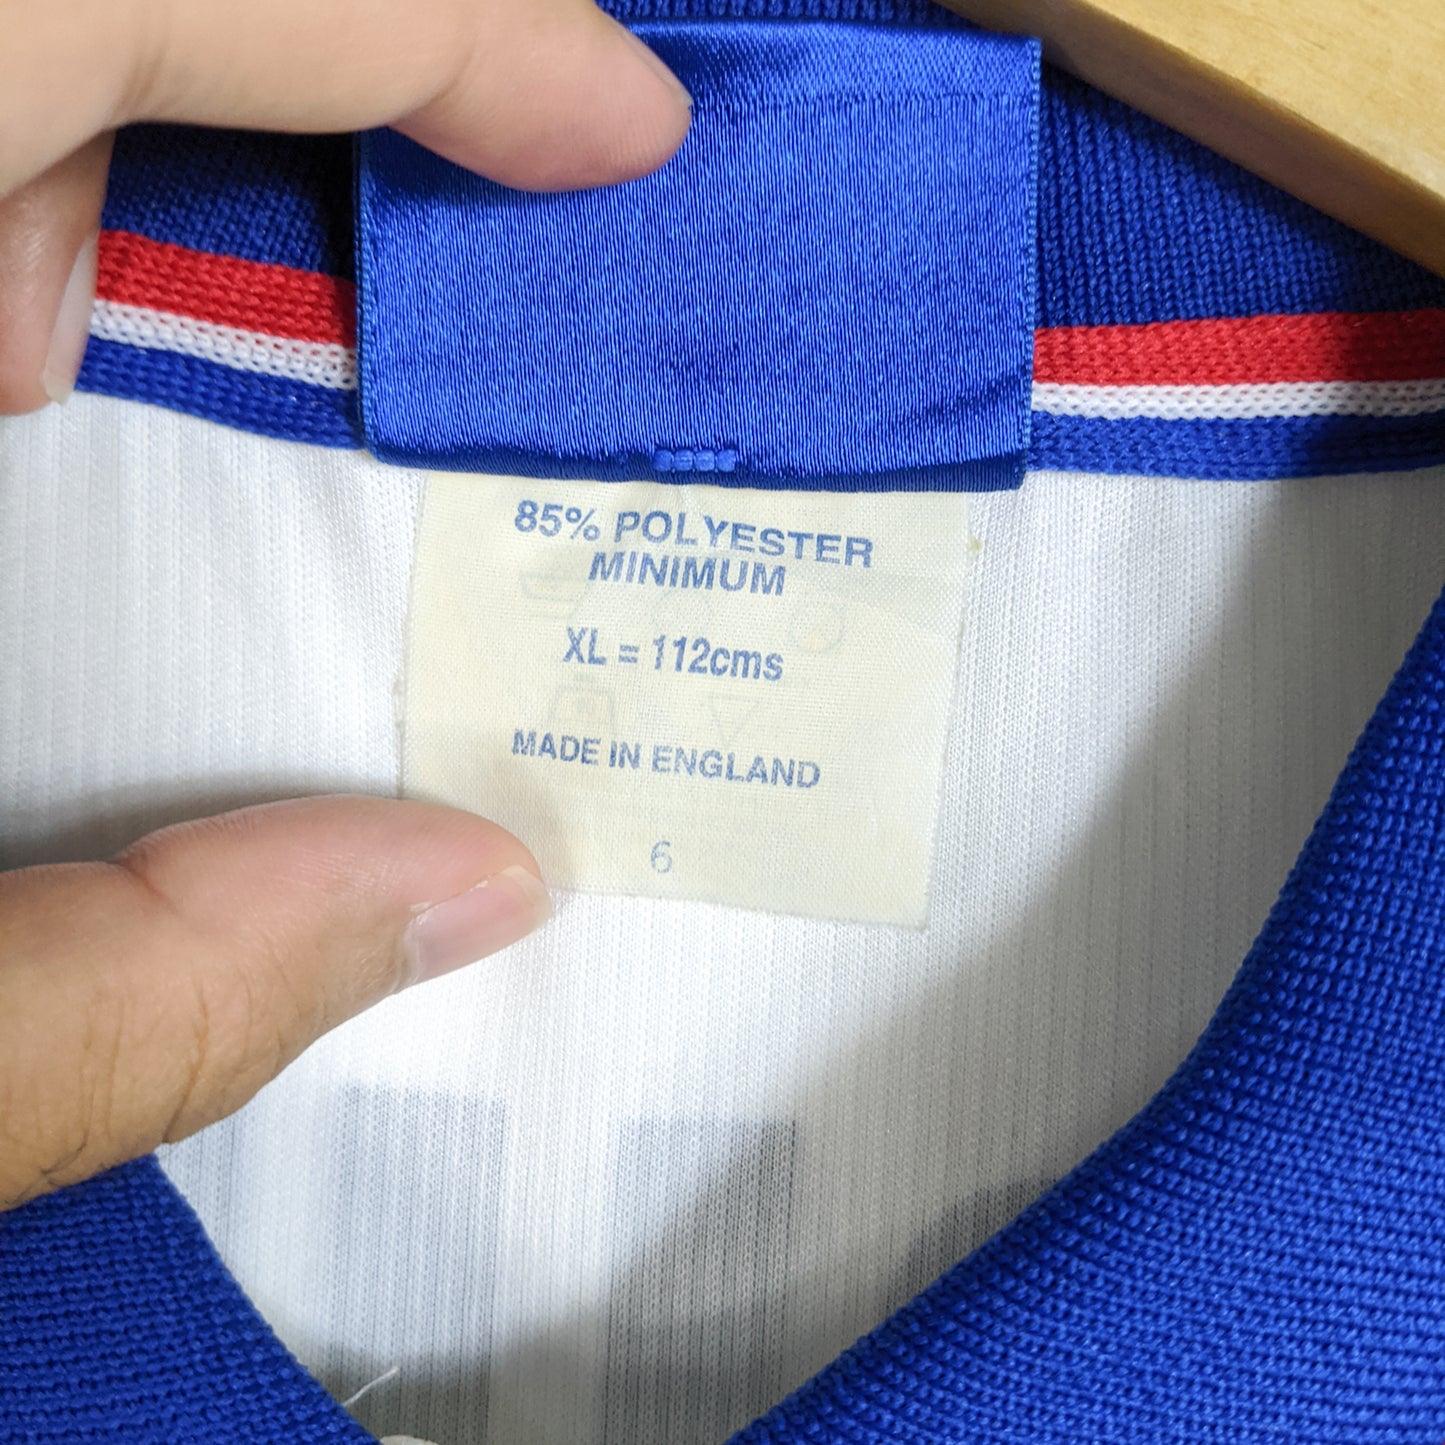 85% POLYESTER
MINIMUM
XL = 112cms
MADE IN ENGLAND
6